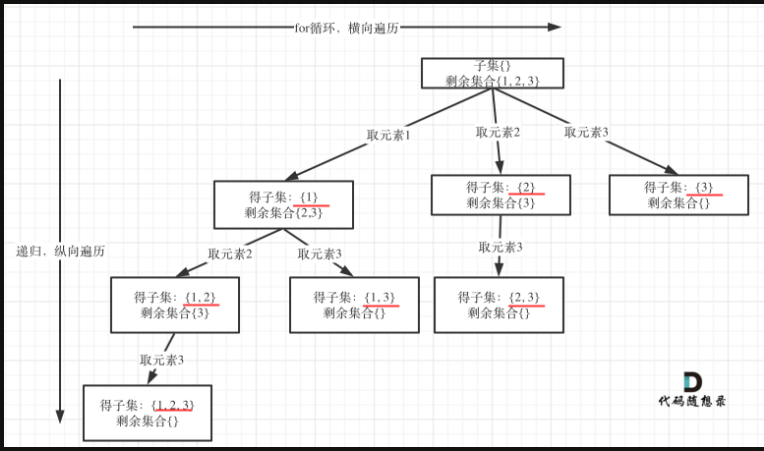 for循环，横向遍历
子集{}
剩余集合{1, 2, 3}
取元素1
取元素2
取元素3
得子集：{1}
剩余集合{2,3}
得子集：{2}
剩余集合{3}
得子集：{3}
剩余集合{}
递归，纵向遍历
取元素2
取元素3
取元素3
得子集：{1, 2}
剩余集合{3}
得子集：{1, 3}
剩余集合{}
得子集：{2, 3}
剩余集合{}
取元素3
得子集：{1, 2, 3}
剩余集合{}
代码随想录